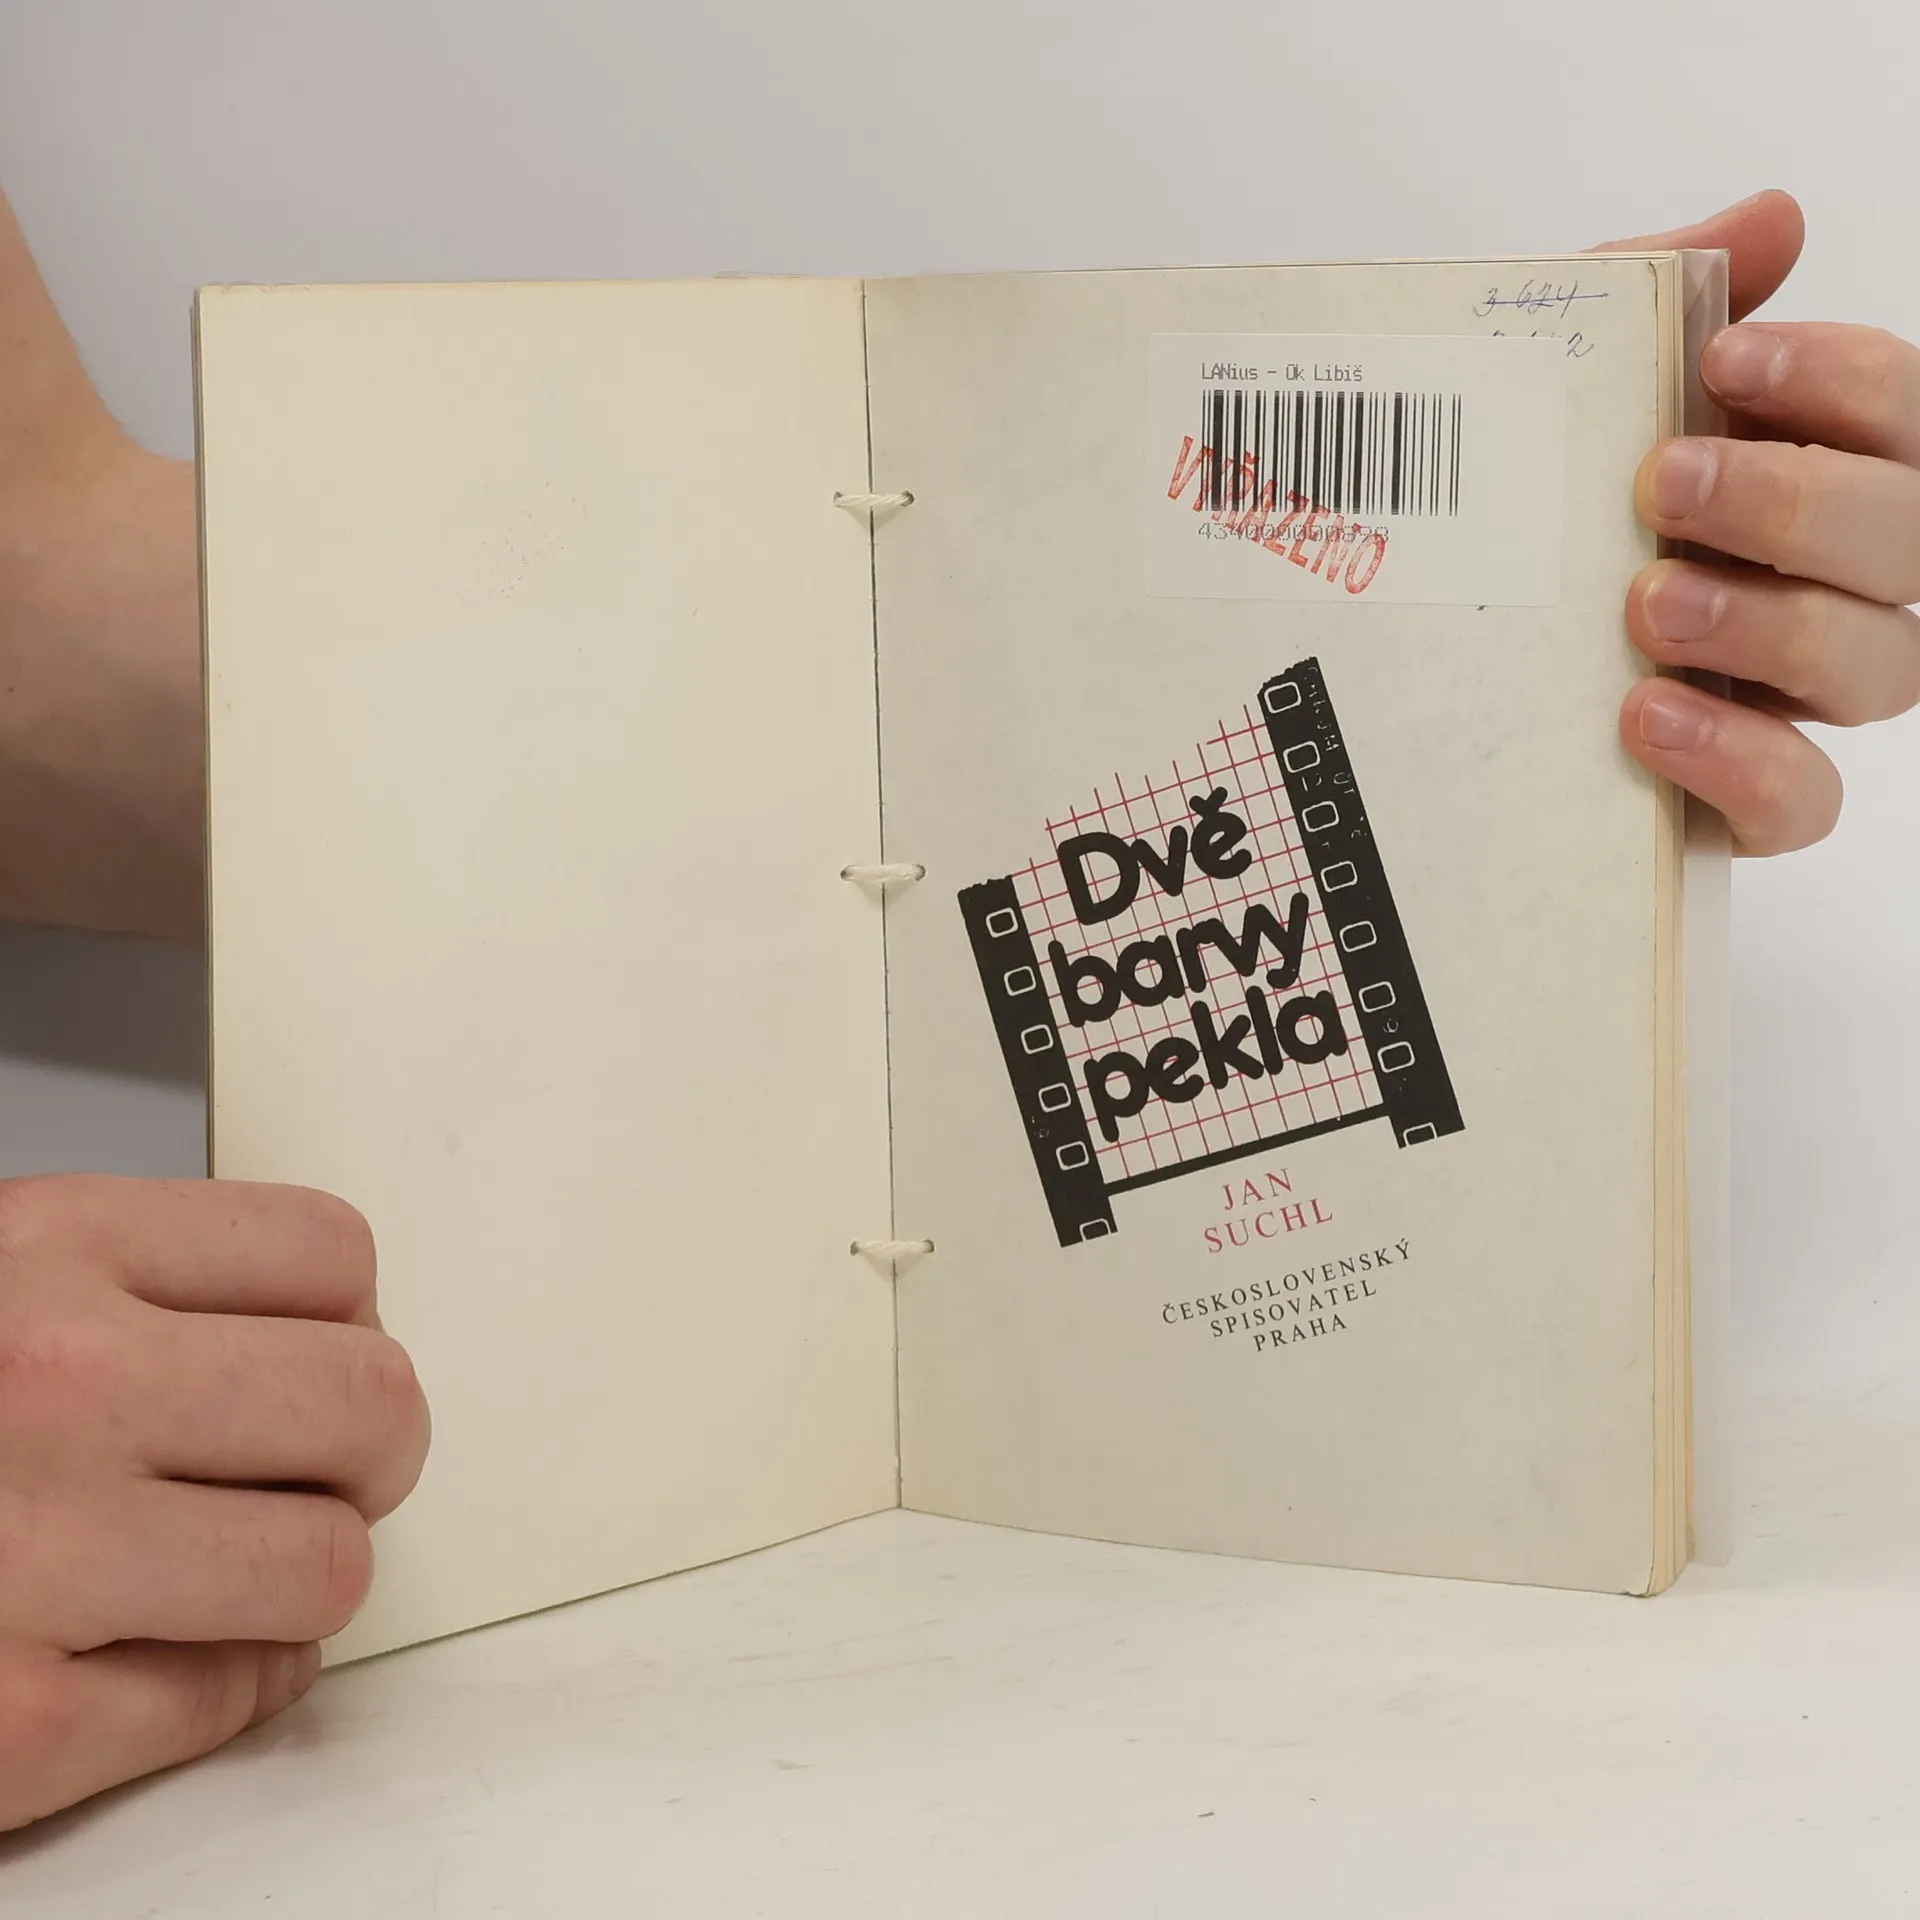 3 624
LANius - Ok Libiš
VYŘAZENO
Dvě
barvy
pekla
JAN
SUCHL
ČESKOSLOVENSKÝ
SPISOVATEL
PRAHA